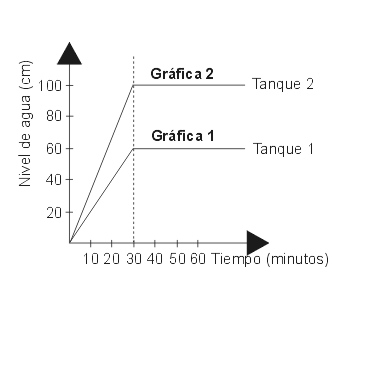 Nivel de agua (cm)
100
80
60
40
20
Gráfica 2
Tanque 2
Gráfica 1
Tanque 1
10 20 30 40 50 60 Tiempo (minutos)